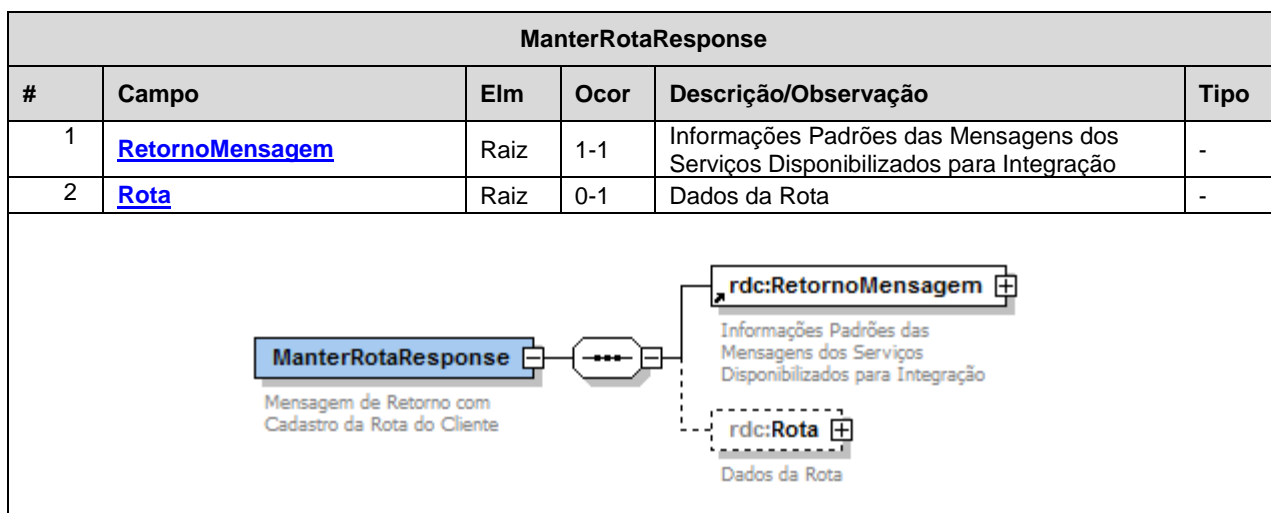 ManterRotaResponse
# Campo Elm Ocor Descrição/Observação Tipo
1 RetornoMensagem Raiz 1-1 Informações Padrões das Mensagens dos
Serviços Disponibilizados para Integração -
2 Rota Raiz 0-1 Dados da Rota -
rdc:RetornoMensagem
Informações Padrões das
Mensagens dos Serviços
Disponibilizados para Integração
ManterRotaResponse
Mensagem de Retorno com
Cadastro da Rota do Cliente
rdc:Rota
Dados da Rota